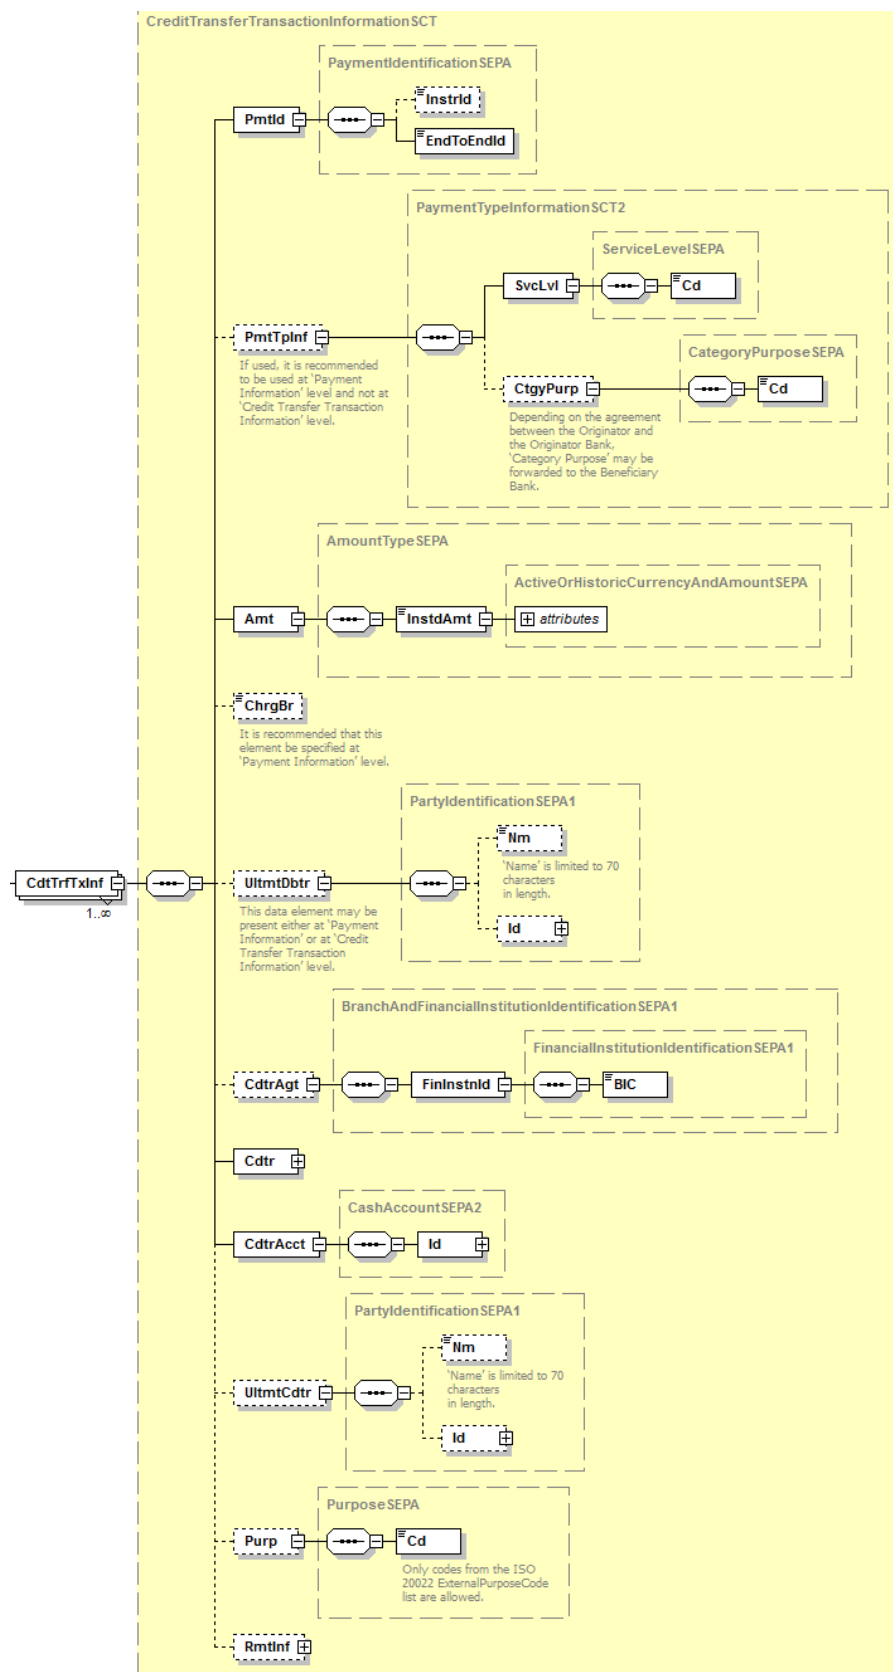 CreditTransferTransactionInformationSCT
PaymentIdentificationSEPA
InstrId
PmtId
EndToEndId
PaymentTypeInformationSCT2
ServiceLevelSEPA
SvcLvl
Cd
PmtTpInf
If used, it is recommended
to be used at ‘Payment
Information’ level and not at
‘Credit Transfer Transaction
Information’ level.
CategoryPurposeSEPA
CtgyPurp
Cd
Depending on the agreement
between the Originator and
the Originator Bank,
‘Category Purpose’ may be
forwarded to the Beneficiary
Bank.
AmountTypeSEPA
ActiveOrHistoricCurrencyAndAmountSEPA
Amt
InstdAmt
attributes
ChrgBr
It is recommended that this
element be specified at
‘Payment Information’ level.
PartyIdentificationSEPA1
Nm
‘Name’ is limited to 70
characters
in length.
CdtTrfTxInf
1..∞
UltmtDbtr
This data element may be
present either at ‘Payment
Information’ or at ‘Credit
Transfer Transaction
Information’ level.
Id
BranchAndFinancialInstitutionIdentificationSEPA1
FinancialInstitutionIdentificationSEPA1
CdtrAgt
FinInstnId
BIC
Cdtr
CashAccountSEPA2
CdtrAcct
Id
PartyIdentificationSEPA1
Nm
‘Name’ is limited to 70
characters
in length.
UltmtCdtr
Id
PurposeSEPA
Purp
Cd
Only codes from the ISO
20022 ExternalPurposeCode
list are allowed.
RmtInf